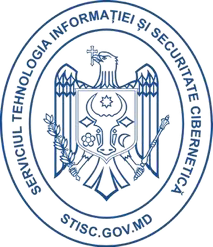 SERVICIUL TEHNOLOGIA INFORMAȚIEI ȘI SECURITATE CIBERNETICĂ
STISC.GOV.MD